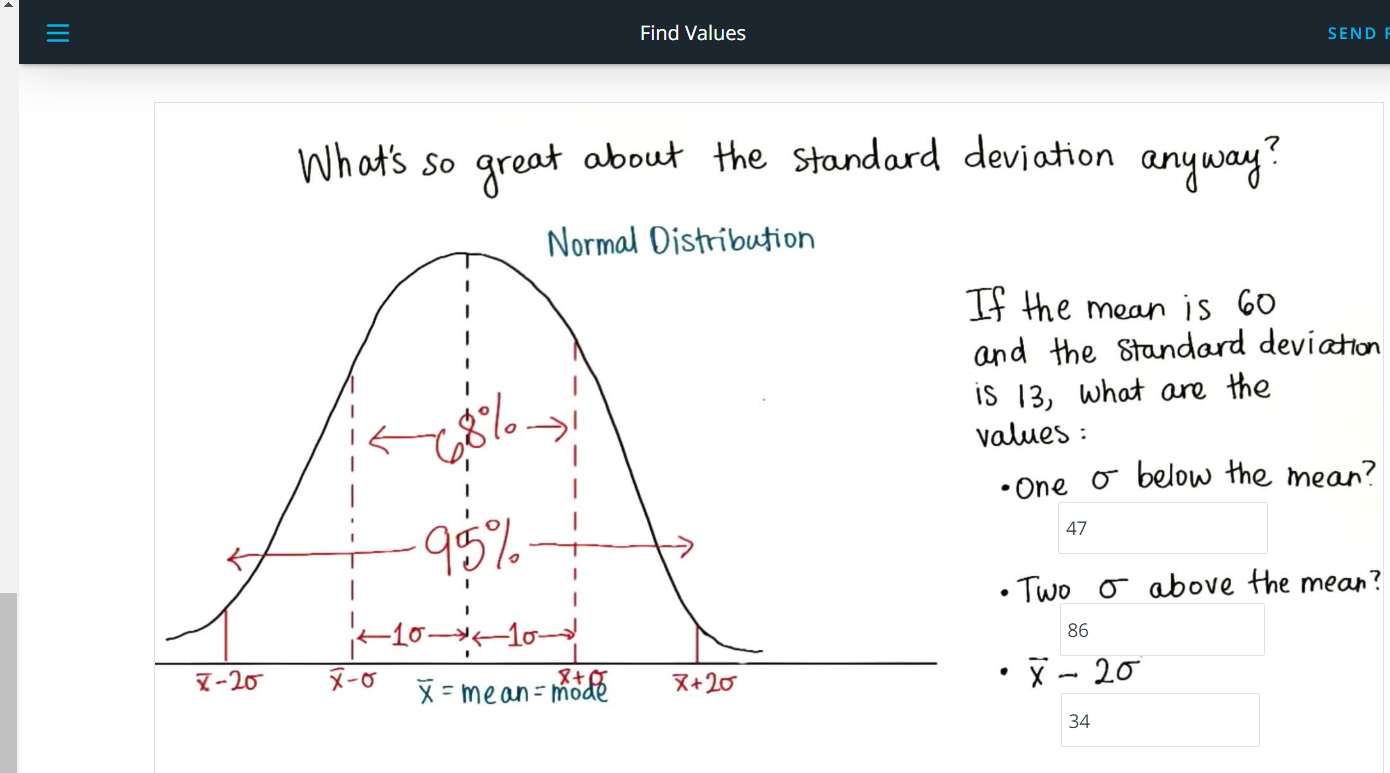 Find Values
SEND
What's so great about the standard deviation anyway?
Normal Distribution
68%
95%
←1σ→←1σ→
x̄-2σ
x̄-σ
x̄+σ
x̄+2σ
x̄ = mean = mode
If the mean is 60
and the standard deviation
is 13, what are the
values:
• One σ below the mean?
47
• Two σ above the mean?
86
• x̄ - 2σ
34